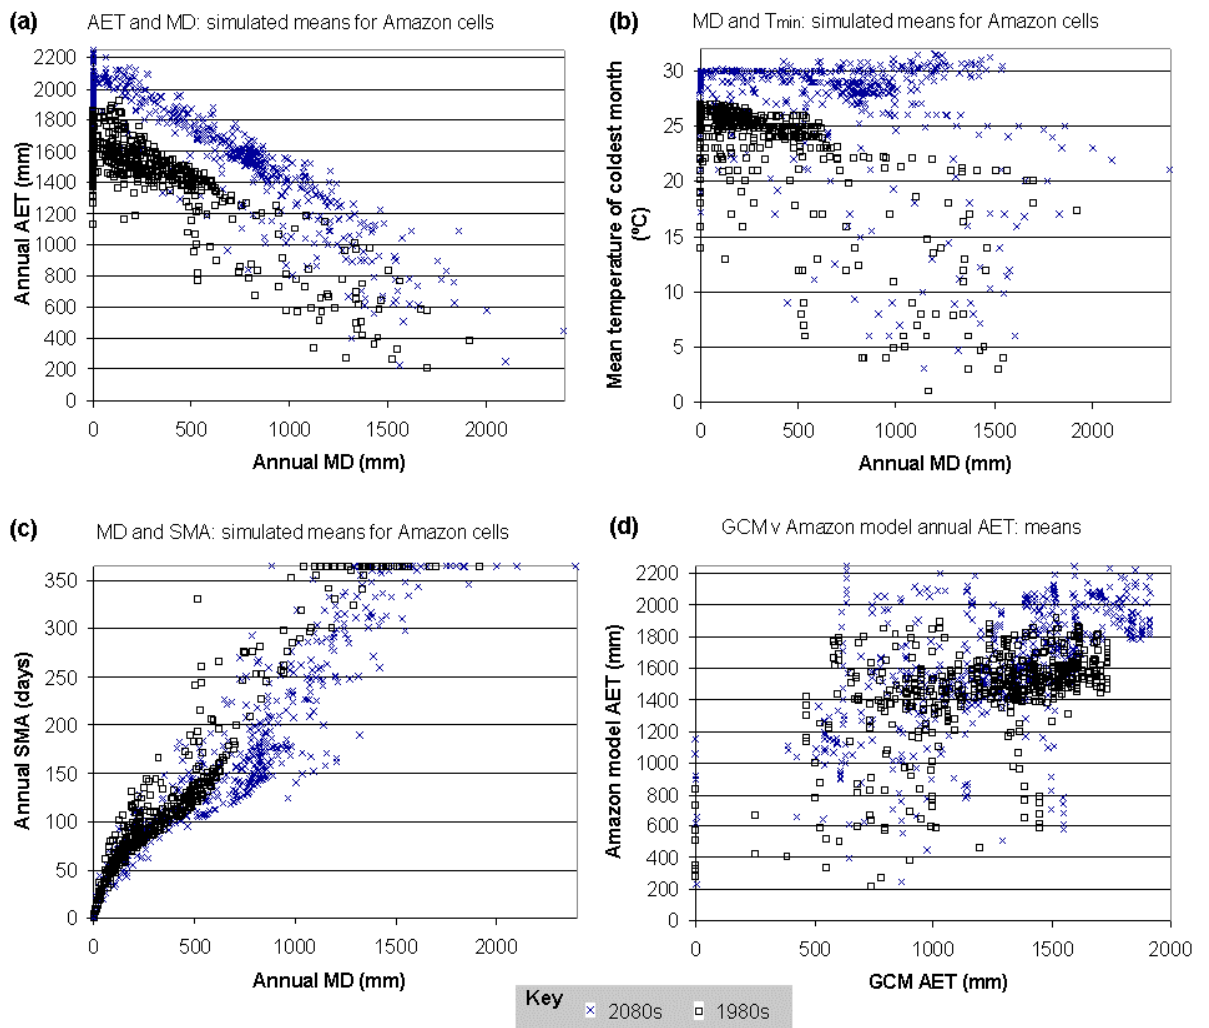 (a) AET and MD: simulated means for Amazon cells
2200
2000
1800
1600
1400
1200
1000
800
600
400
200
0
Annual AET (mm)
0 500 1000 1500 2000
Annual MD (mm)
(b) MD and Tmin: simulated means for Amazon cells
30
25
20
15
10
5
0
Mean temperature of coldest month
(ºC)
0 500 1000 1500 2000
Annual MD (mm)
(c) MD and SMA: simulated means for Amazon cells
350
300
250
200
150
100
50
0
Annual SMA (days)
0 500 1000 1500 2000
Annual MD (mm)
(d) GCM v Amazon model annual AET: means
2200
2000
1800
1600
1400
1200
1000
800
600
400
200
0
Amazon model AET (mm)
0 500 1000 1500 2000
GCM AET (mm)
Key
2080s 1980s